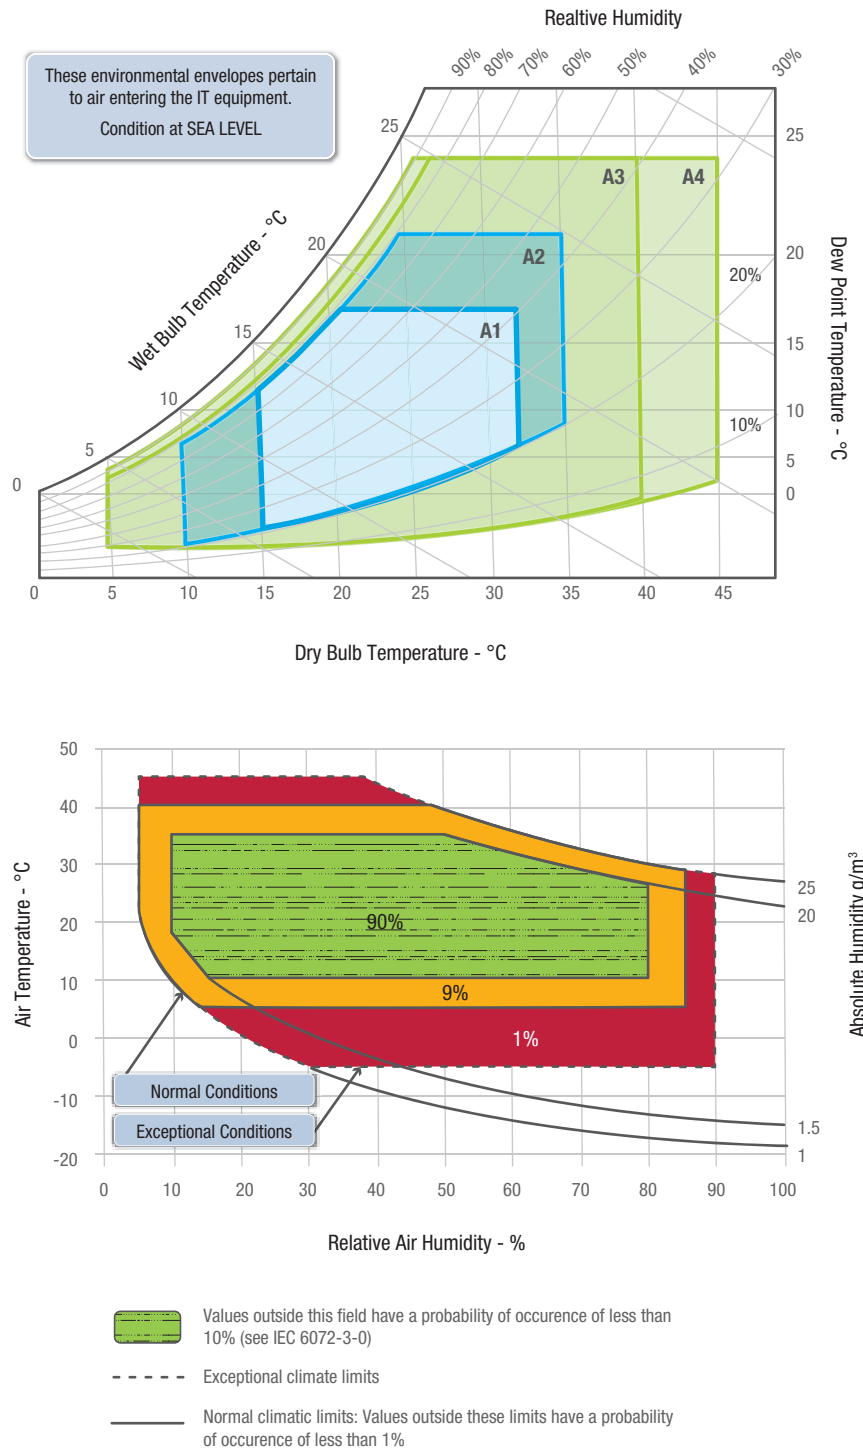 Realtive Humidity
These environmental envelopes pertain
to air entering the IT equipment.
Condition at SEA LEVEL
90%
80%
70%
60%
50%
40%
30%
25
25
A3
A4
A2
20
20
20%
A1
15
15
10
10
10%
5
5
0
0
Wet Bulb Temperature - °C
Dew Point Temperature - °C
0
5
10
15
20
25
30
35
40
45
Dry Bulb Temperature - °C
50
40
30
20
10
0
-10
-20
Air Temperature - °C
90%
9%
1%
25
20
1.5
1
Absolute Humidity g/m³
Normal Conditions
Exceptional Conditions
0
10
20
30
40
50
60
70
80
90
100
Relative Air Humidity - %
Values outside this field have a probability of occurence of less than
10% (see IEC 6072-3-0)
Exceptional climate limits
Normal climatic limits: Values outside these limits have a probability
of occurence of less than 1%